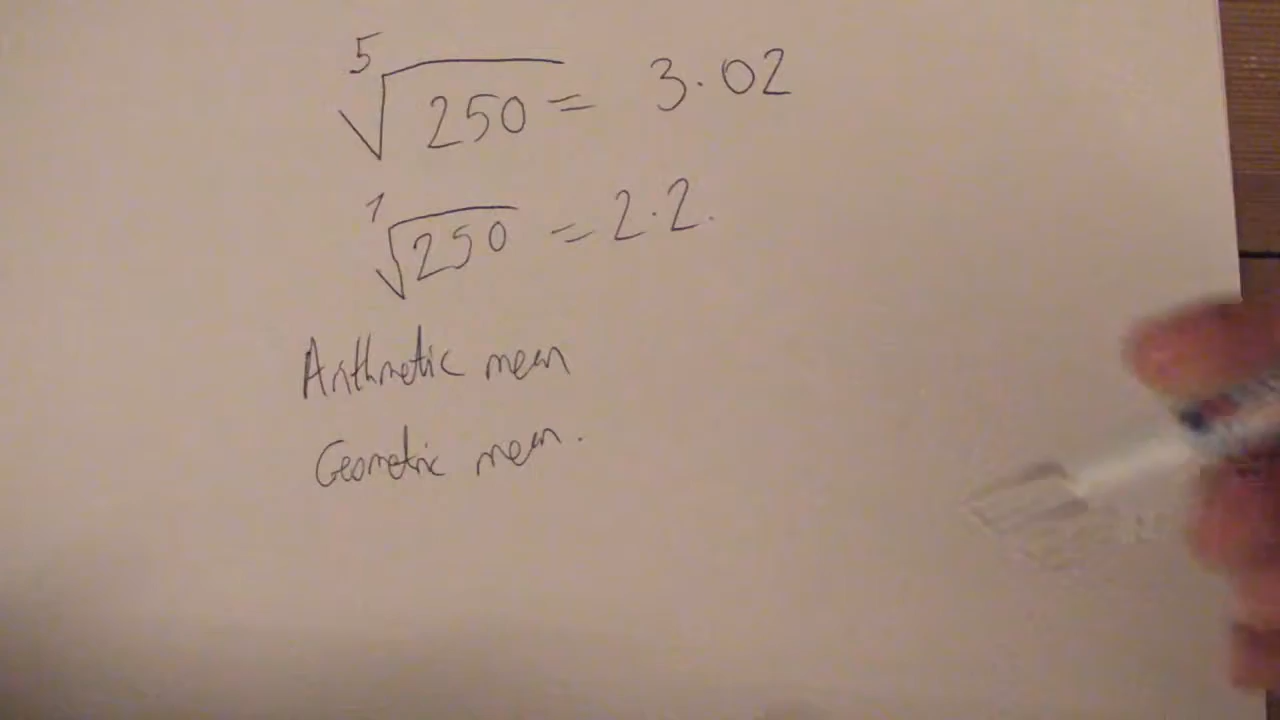 5√250 = 3.02
7√250 = 2.2.
Arithmetic mean
Geometric mean.